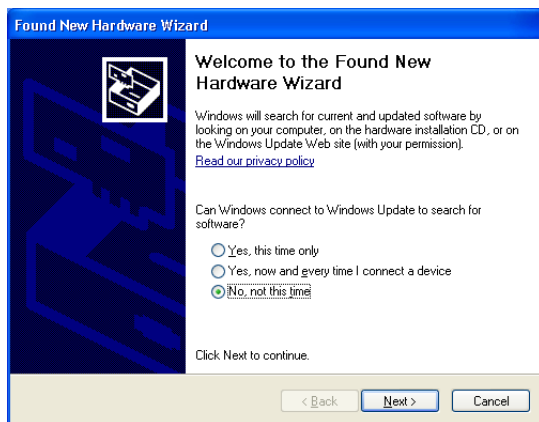 Found New Hardware Wizard
Welcome to the Found New
Hardware Wizard
Windows will search for current and updated software by
looking on your computer, on the hardware installation CD, or on
the Windows Update Web site (with your permission).
Read our privacy policy
Can Windows connect to Windows Update to search for
software?
Yes, this time only
Yes, now and every time I connect a device
No, not this time
Click Next to continue.
< Back Next > Cancel